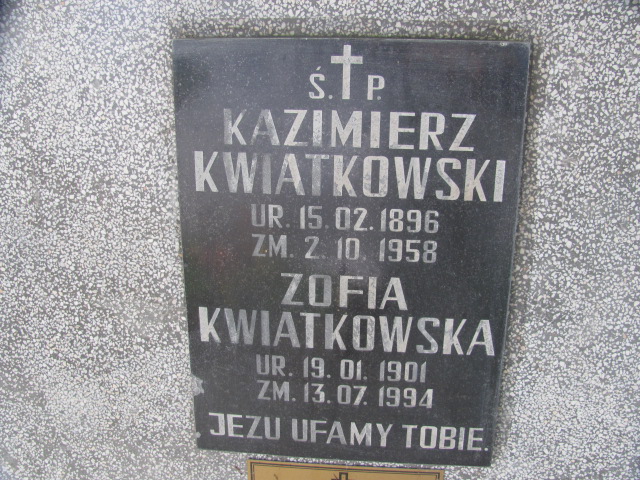 Ś. P.
KAZIMIERZ
KWIATKOWSKI
UR. 15. 02. 1896
ZM. 2. 10. 1958
ZOFIA
KWIATKOWSKA
UR. 19. 01. 1901
ZM. 13. 07. 1994
JEZU UFAMY TOBIE.